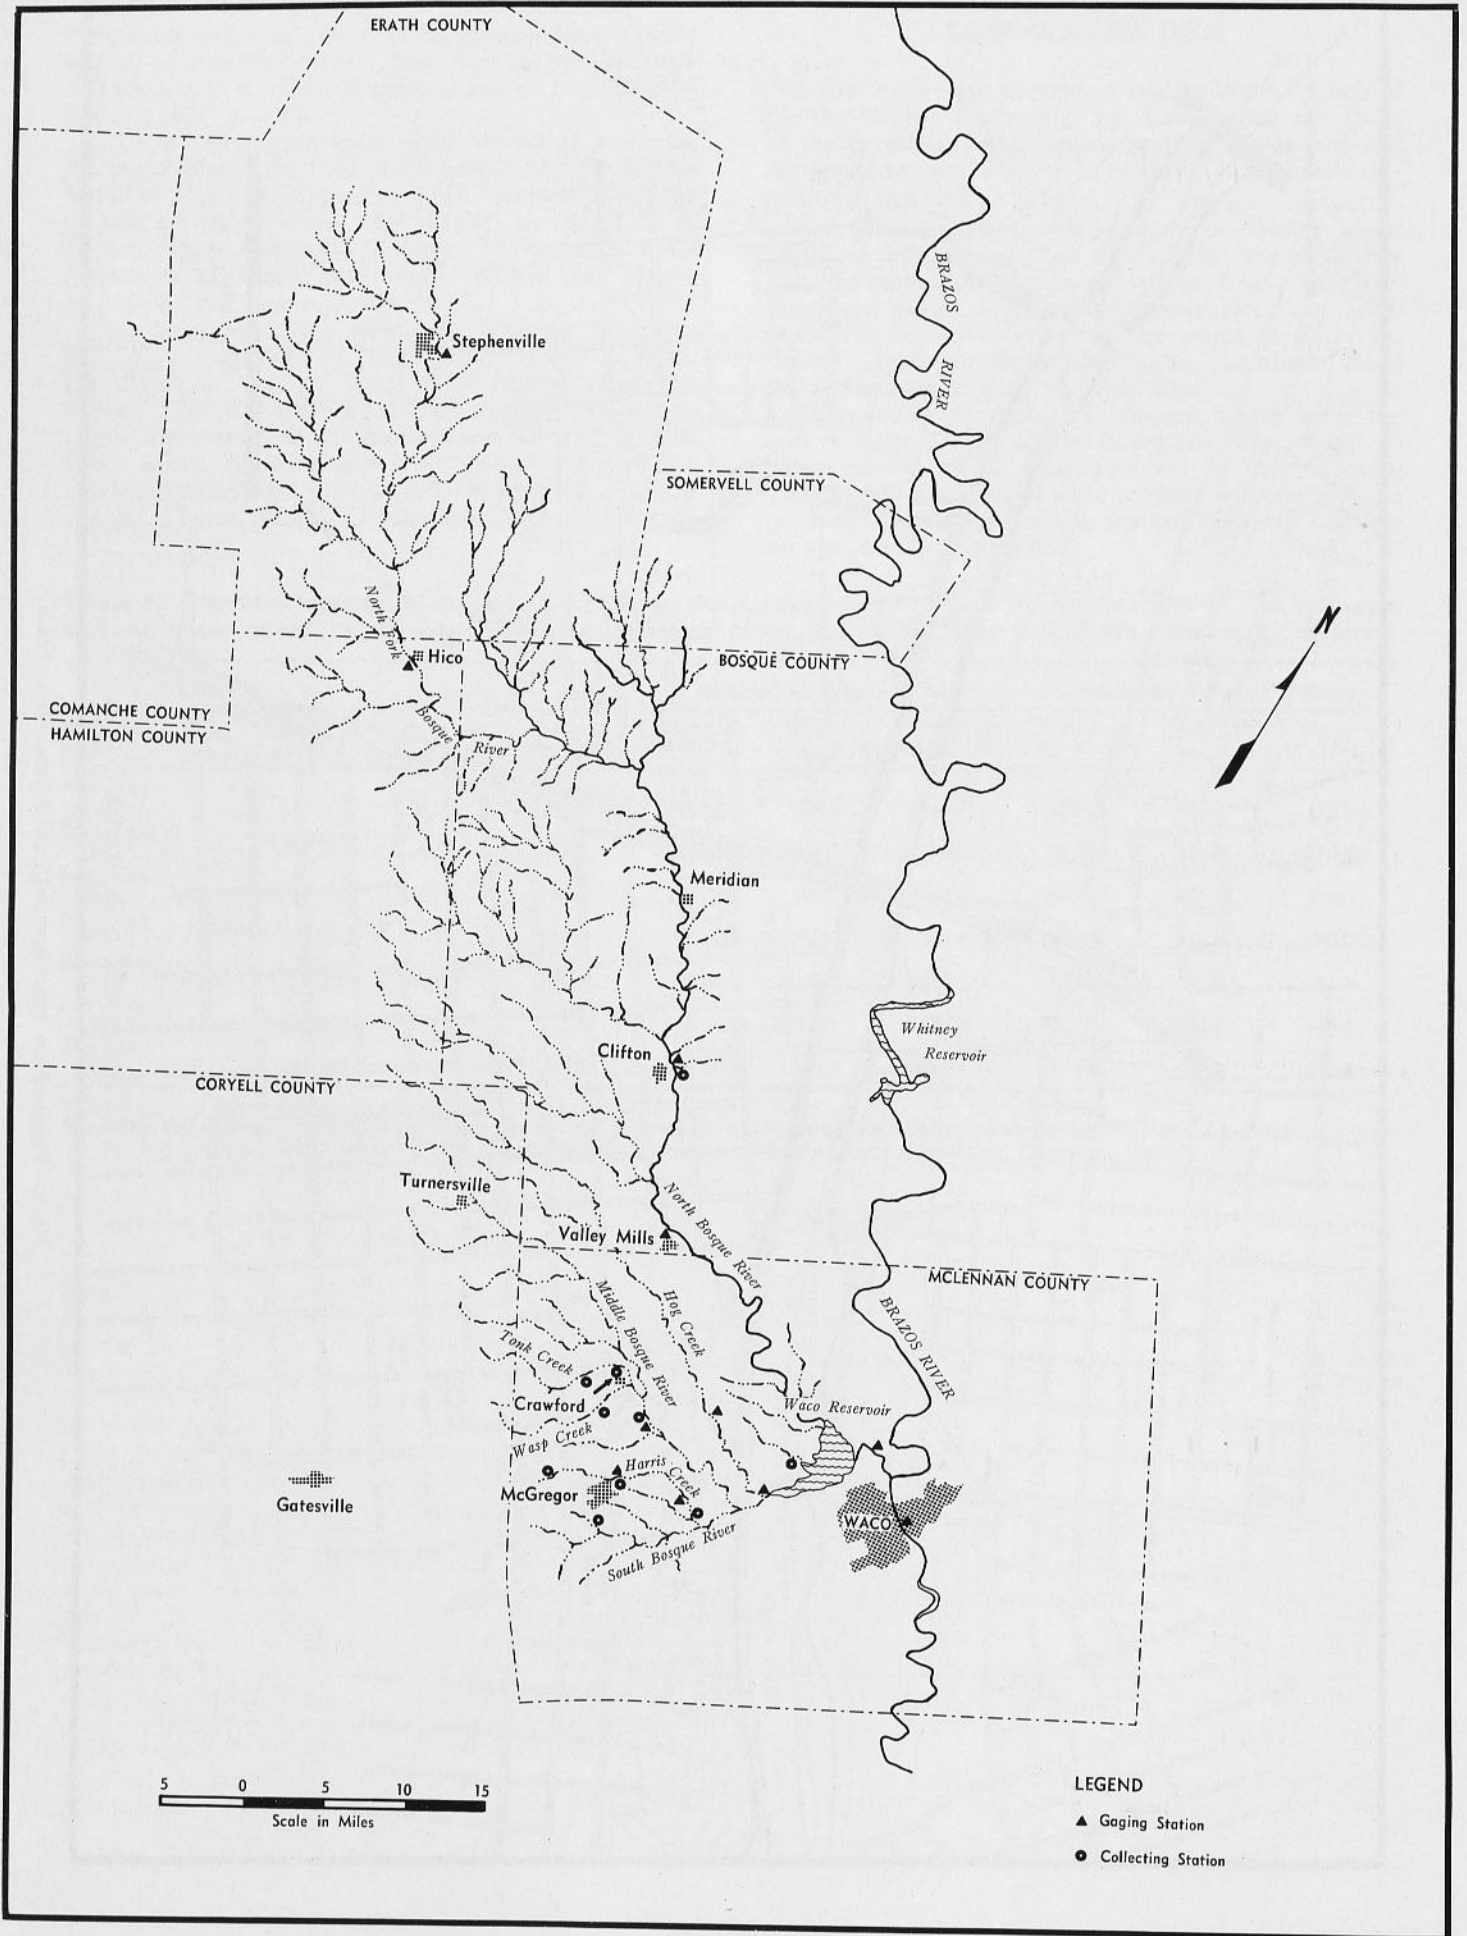 ERATH COUNTY
BRAZOS
RIVER
Stephenville
SOMERVELL COUNTY
North Fork
Hico
BOSQUE COUNTY
N
COMANCHE COUNTY
HAMILTON COUNTY
Bosque
River
Meridian
Whitney
Reservoir
Clifton
CORYELL COUNTY
Turnersville
North Bosque River
Valley Mills
MCLENNAN COUNTY
Middle Bosque River
Hog Creek
BRAZOS RIVER
Tonk Creek
Crawford
Waco Reservoir
Wasp Creek
Harris Creek
McGregor
Gatesville
WACO
South Bosque River
5 0 5 10 15
Scale in Miles
LEGEND
Gaging Station
Collecting Station